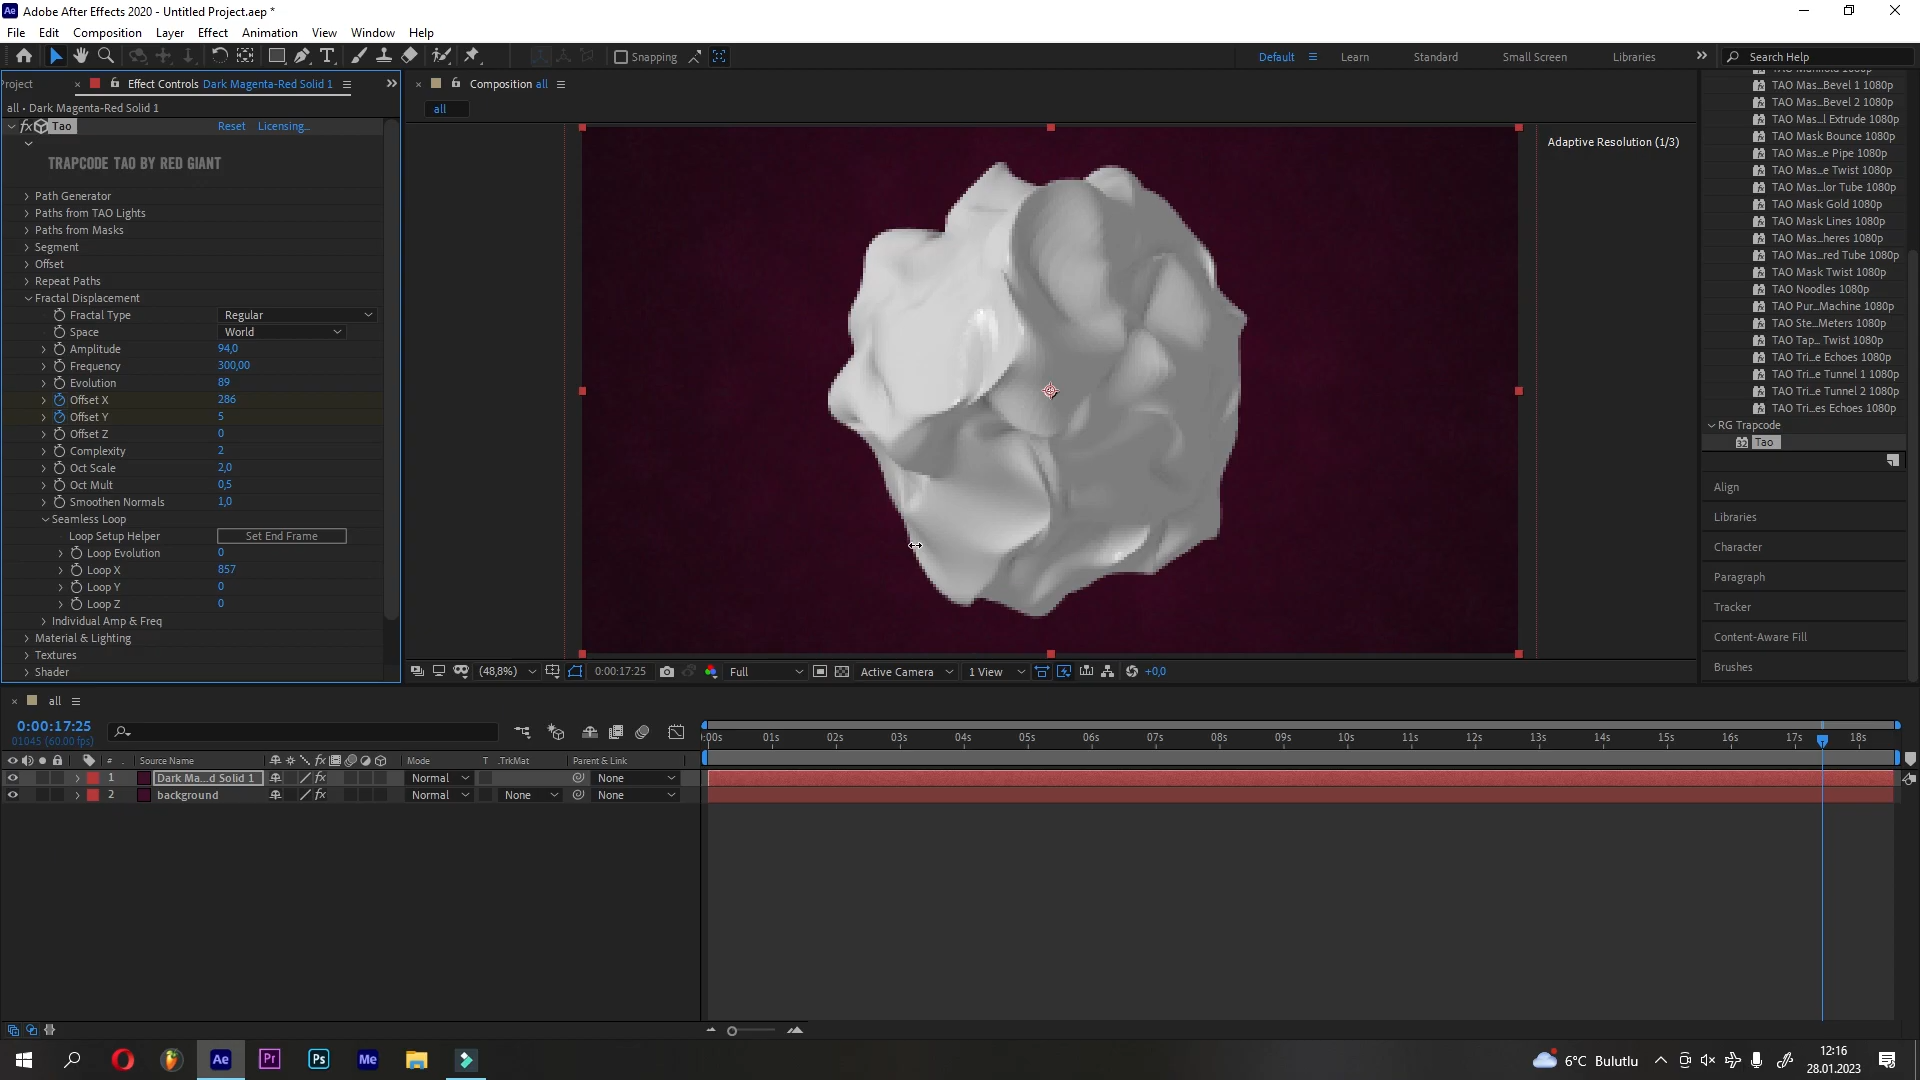 Adobe After Effects 2020 - Untitled Project.aep *
File Edit Composition Layer Effect Animation View Window Help
Snapping
Default Learn Standard Small Screen Libraries Search Help
roject Effect Controls Dark Magenta-Red Solid 1
Composition all
all • Dark Magenta-Red Solid 1
all
Tao Reset Licensing...
TRAPCODE TAO BY RED GIANT
Path Generator
Paths from TAO Lights
Paths from Masks
Segment
Offset
Repeat Paths
Fractal Displacement
Fractal Type Regular
Space World
Amplitude 94,0
Frequency 300,00
Evolution 89
Offset X 286
Offset Y 5
Offset Z 0
Complexity 2
Oct Scale 2,0
Oct Mult 0,5
Smoothen Normals 1,0
Seamless Loop
Loop Setup Helper Set End Frame
Loop Evolution 0
Loop X 857
Loop Y 0
Loop Z 0
Individual Amp & Freq
Material & Lighting
Textures
Shader
Adaptive Resolution (1/3)
(48,8%) 0:00:17:25 Full Active Camera 1 View +0,0
TAO Mas...Bevel 1 1080p
TAO Mas...Bevel 2 1080p
TAO Mas...l Extrude 1080p
TAO Mask Bounce 1080p
TAO Mas...e Pipe 1080p
TAO Mas...e Twist 1080p
TAO Mas...lor Tube 1080p
TAO Mask Gold 1080p
TAO Mask Lines 1080p
TAO Mas...heres 1080p
TAO Mas...red Tube 1080p
TAO Mask Twist 1080p
TAO Noodles 1080p
TAO Pur...Machine 1080p
TAO Ste...Meters 1080p
TAO Tap... Twist 1080p
TAO Tri...e Echoes 1080p
TAO Tri...e Tunnel 1 1080p
TAO Tri...e Tunnel 2 1080p
TAO Tri...es Echoes 1080p
RG Trapcode
32 Tao
Align
Libraries
Character
Paragraph
Tracker
Content-Aware Fill
Brushes
all
0:00:17:25
01045 (60.00 fps)
:00s 01s 02s 03s 04s 05s 06s 07s 08s 09s 10s 11s 12s 13s 14s 15s 16s 17s 18s
# Source Name Mode T .TrkMat Parent & Link
1 Dark Ma...d Solid 1 Normal None
2 background Normal None None
Ae Pr Ps Me
6°C Bulutlu
12:16
28.01.2023